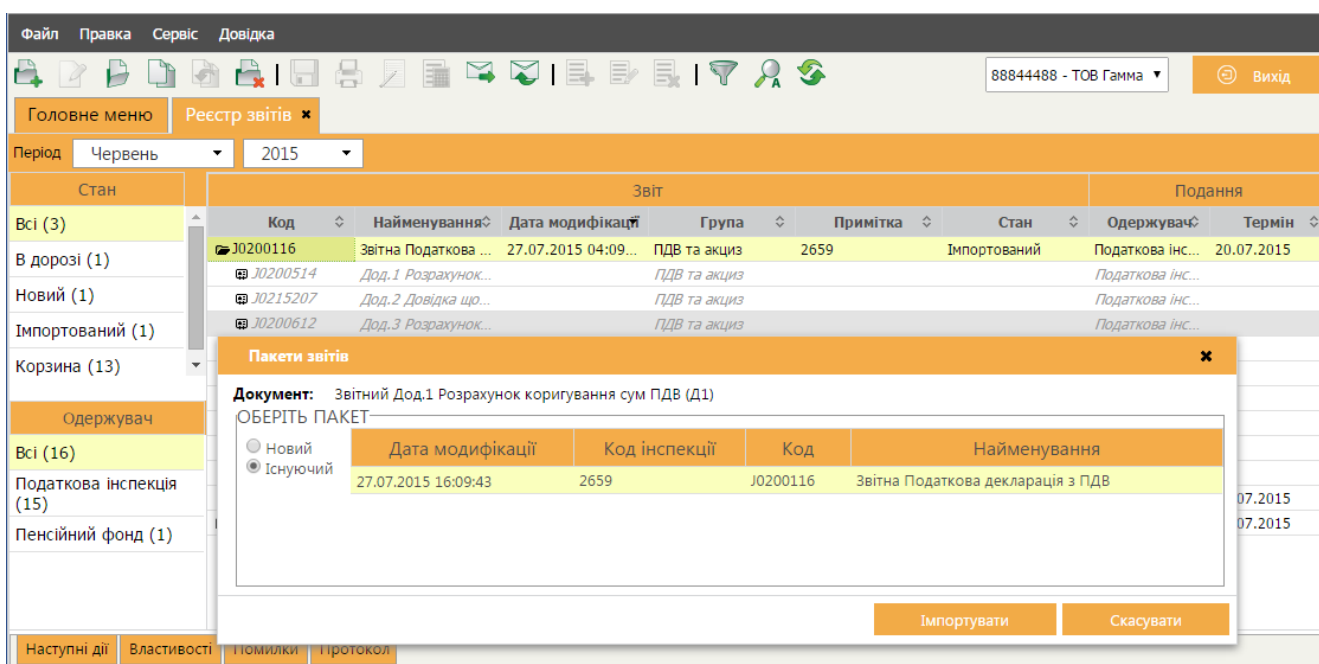 Файл Правка Сервіс Довідка
88844488 - ТОВ Гамма Вихід
Головне меню Реєстр звітів
Період Червень 2015
Стан Звіт Подання
Код Найменування Дата модифікації Група Примітка Стан Одержувач Термін
Всі (3)
В дорозі (1)
Новий (1)
Імпортований (1)
Корзина (13)
J0200116 Звітна Податкова ... 27.07.2015 04:09... ПДВ та акциз 2659 Імпортований Податкова інс... 20.07.2015
J0200514 Дод.1 Розрахунок... ПДВ та акциз Податкова інс...
J0215207 Дод.2 Довідка що... ПДВ та акциз Податкова інс...
J0200612 Дод.3 Розрахунок... ПДВ та акциз Податкова інс...
Одержувач
Всі (16)
Податкова інспекція
(15)
Пенсійний фонд (1)
Пакети звітів
Документ: Звітний Дод.1 Розрахунок коригування сум ПДВ (Д1)
ОБЕРІТЬ ПАКЕТ
Новий
Існуючий
Дата модифікації Код інспекції Код Найменування
27.07.2015 16:09:43 2659 J0200116 Звітна Податкова декларація з ПДВ
07.2015
07.2015
Імпортувати Скасувати
Наступні дії Властивості Помилки Протокол